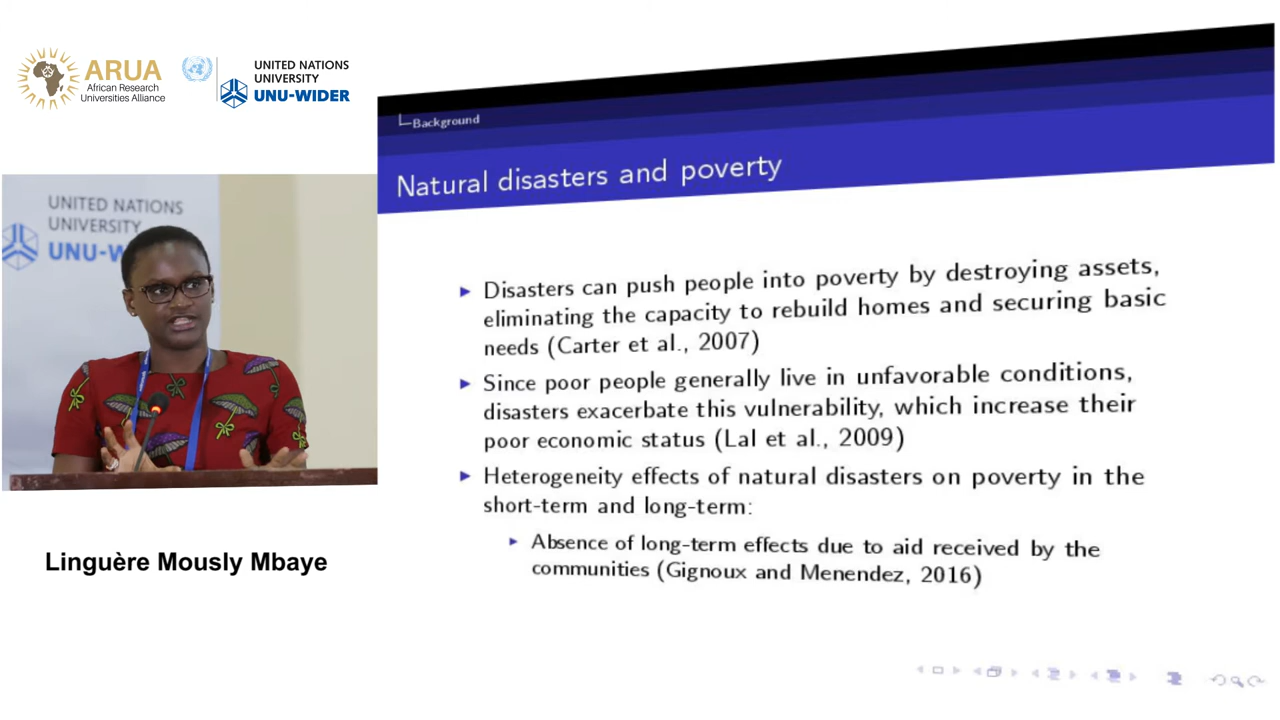 ARUA
African Research
Universities Alliance
UNITED NATIONS
UNIVERSITY
UNU-WIDER
Background
Natural disasters and poverty
UNITED NATIONS
UNIVERSITY
UNU-W
▶ Disasters can push people into poverty by destroying assets,
eliminating the capacity to rebuild homes and securing basic
needs (Carter et al., 2007)
▶ Since poor people generally live in unfavorable conditions,
disasters exacerbate this vulnerability, which increase their
poor economic status (Lal et al., 2009)
▶ Heterogeneity effects of natural disasters on poverty in the
short-term and long-term:
▶ Absence of long-term effects due to aid received by the
communities (Gignoux and Menendez, 2016)
Linguère Mously Mbaye